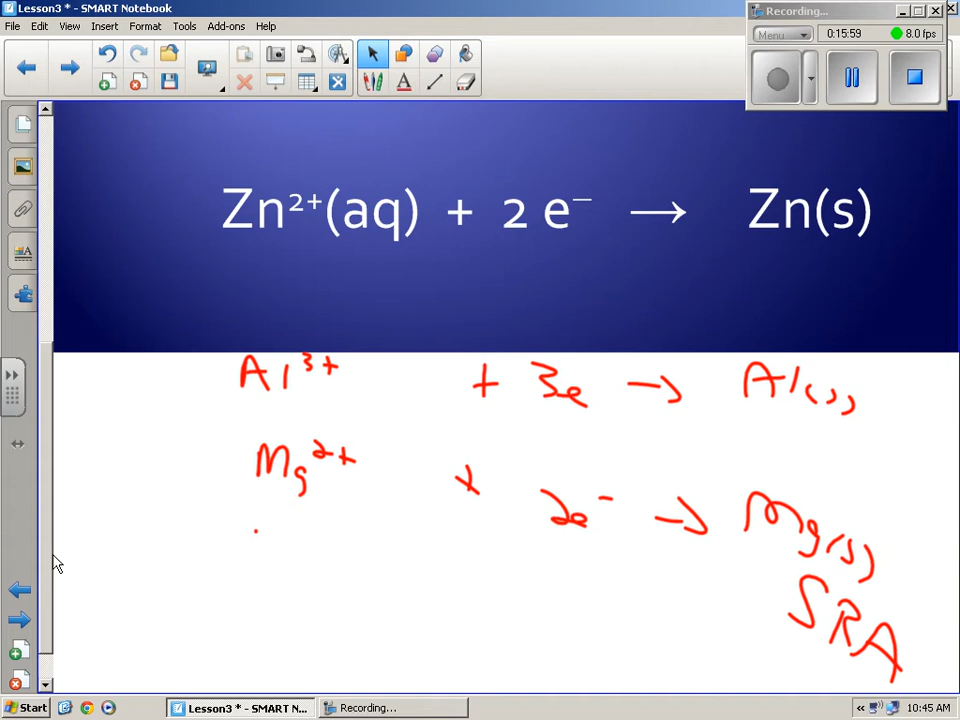 Lesson3 * - SMART Notebook
File Edit View Insert Format Tools Add-ons Help
Recording...
Menu
0:15:59
8.0 fps
Zn²⁺(aq) + 2 e⁻ → Zn(s)
Al³⁺ + 3e → Al(s)
Mg²⁺ + 2e⁻ → Mg(s)
SRA
Start
Lesson3 * - SMART N...
Recording...
10:45 AM